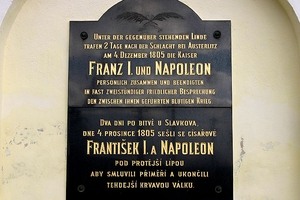 Unter der gegenüber stehenden Linde
trafen 2 Tage nach der Schlacht bei Austerlitz
am 4 Dezember 1805 die Kaiser
Franz I. und Napoleon
persönlich zusammen und beendigten
in fast zweistündiger friedlicher Besprechung
den zwischen ihnen geführten blutigen Krieg.
Dva dni po bitvě u Slavkova,
dne 4 prosince 1805 sešli se císařové
František I. a Napoleon
pod protější lípou
aby smluvili příměří a ukončili
tehdejší krvavou válku.